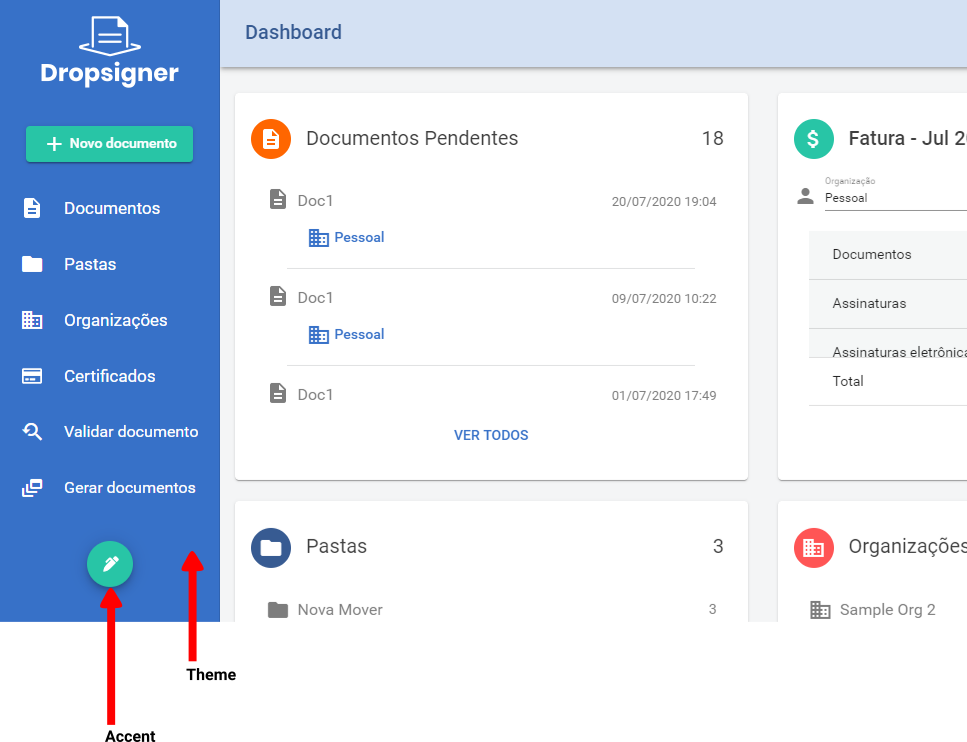 Dropsigner
Novo documento
Documentos
Pastas
Organizações
Certificados
Validar documento
Gerar documentos
Dashboard
Documentos Pendentes 18
Doc1 20/07/2020 19:04
Pessoal
Doc1 09/07/2020 10:22
Pessoal
Doc1 01/07/2020 17:49
VER TODOS
Fatura - Jul 20
Organização
Pessoal
Documentos
Assinaturas
Assinaturas eletrônica
Total
Pastas 3
Nova Mover 3
Organizações
Sample Org 2
Theme
Accent